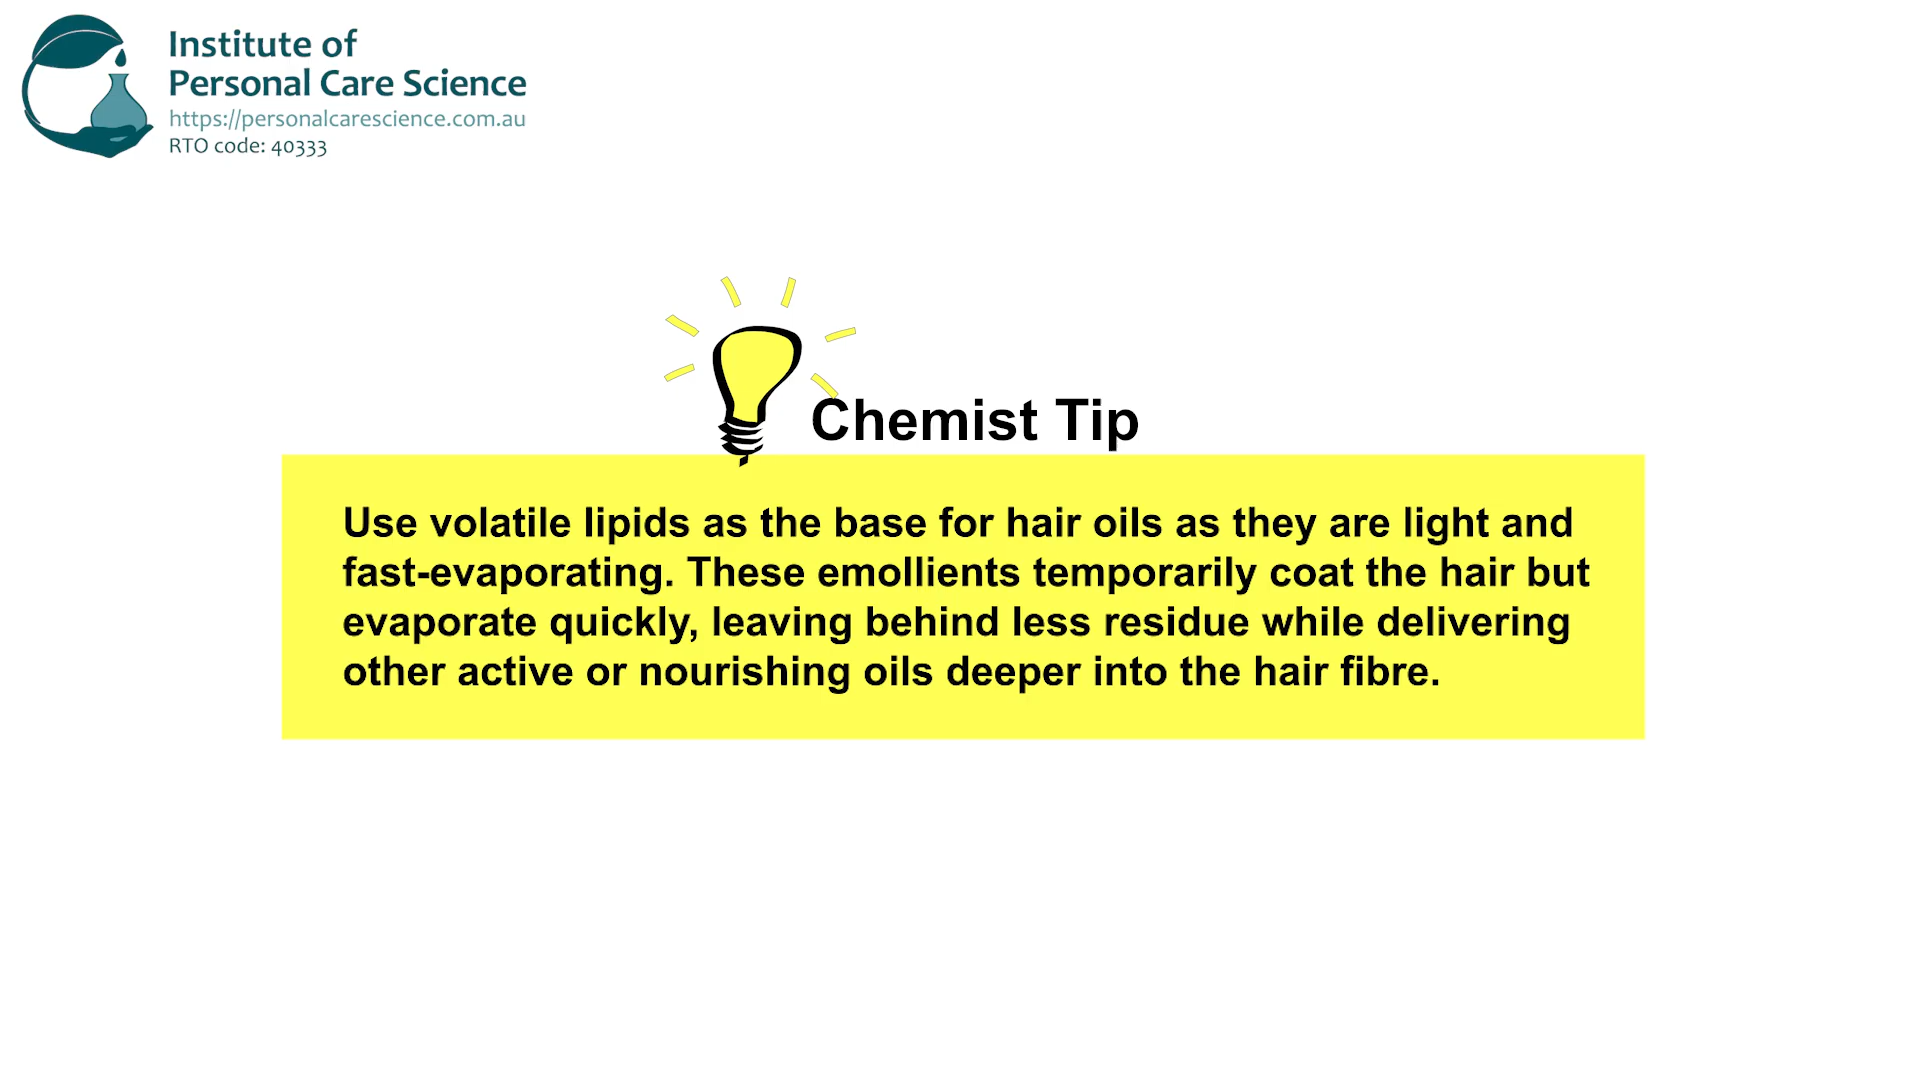 Institute of
Personal Care Science
https://personalcarescience.com.au
RTO code: 40333
Chemist Tip
Use volatile lipids as the base for hair oils as they are light and
fast-evaporating. These emollients temporarily coat the hair but
evaporate quickly, leaving behind less residue while delivering
other active or nourishing oils deeper into the hair fibre.